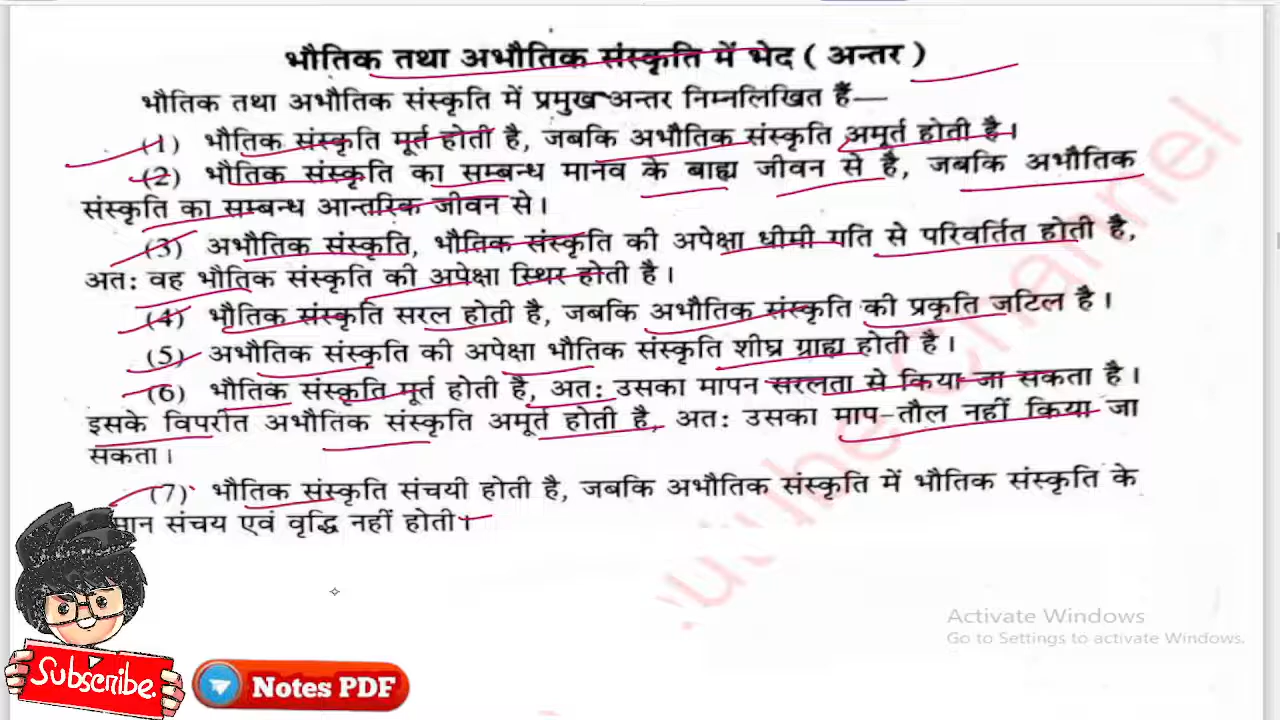 भौतिक तथा अभौतिक संस्कृति में भेद ( अन्तर )
भौतिक तथा अभौतिक संस्कृति में प्रमुख अन्तर निम्नलिखित हैं—
(1) भौतिक संस्कृति मूर्त होती है, जबकि अभौतिक संस्कृति अमूर्त होती है।
(2) भौतिक संस्कृति का सम्बन्ध मानव के बाह्य जीवन से है, जबकि अभौतिक
संस्कृति का सम्बन्ध आन्तरिक जीवन से।
(3) अभौतिक संस्कृति, भौतिक संस्कृति की अपेक्षा धीमी गति से परिवर्तित होती है,
अतः वह भौतिक संस्कृति की अपेक्षा स्थिर होती है।
(4) भौतिक संस्कृति सरल होती है, जबकि अभौतिक संस्कृति की प्रकृति जटिल है।
(5) अभौतिक संस्कृति की अपेक्षा भौतिक संस्कृति शीघ्र ग्राह्य होती है।
(6) भौतिक संस्कृति मूर्त होती है, अतः उसका मापन सरलता से किया जा सकता है।
इसके विपरीत अभौतिक संस्कृति अमूर्त होती है, अतः उसका माप-तौल नहीं किया जा
सकता।
(7) भौतिक संस्कृति संचयी होती है, जबकि अभौतिक संस्कृति में भौतिक संस्कृति के
संचय एवं वृद्धि नहीं होती।
Channel
Activate Windows
Go to Settings to activate Windows.
Subscribe.
Notes PDF